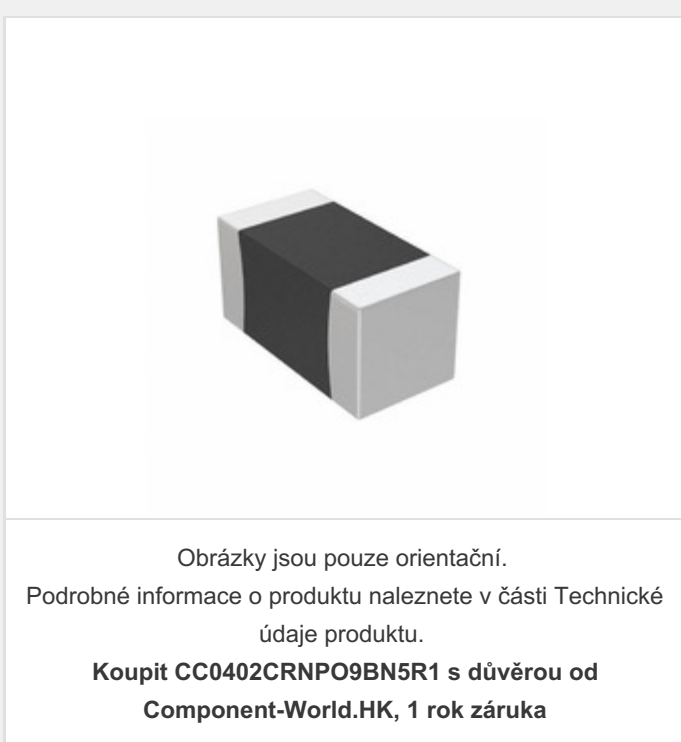 Obrázky jsou pouze orientační.
Podrobné informace o produktu naleznete v části Technické
údaje produktu.
Koupit CC0402CRNPO9BN5R1 s důvěrou od
Component-World.HK, 1 rok záruka